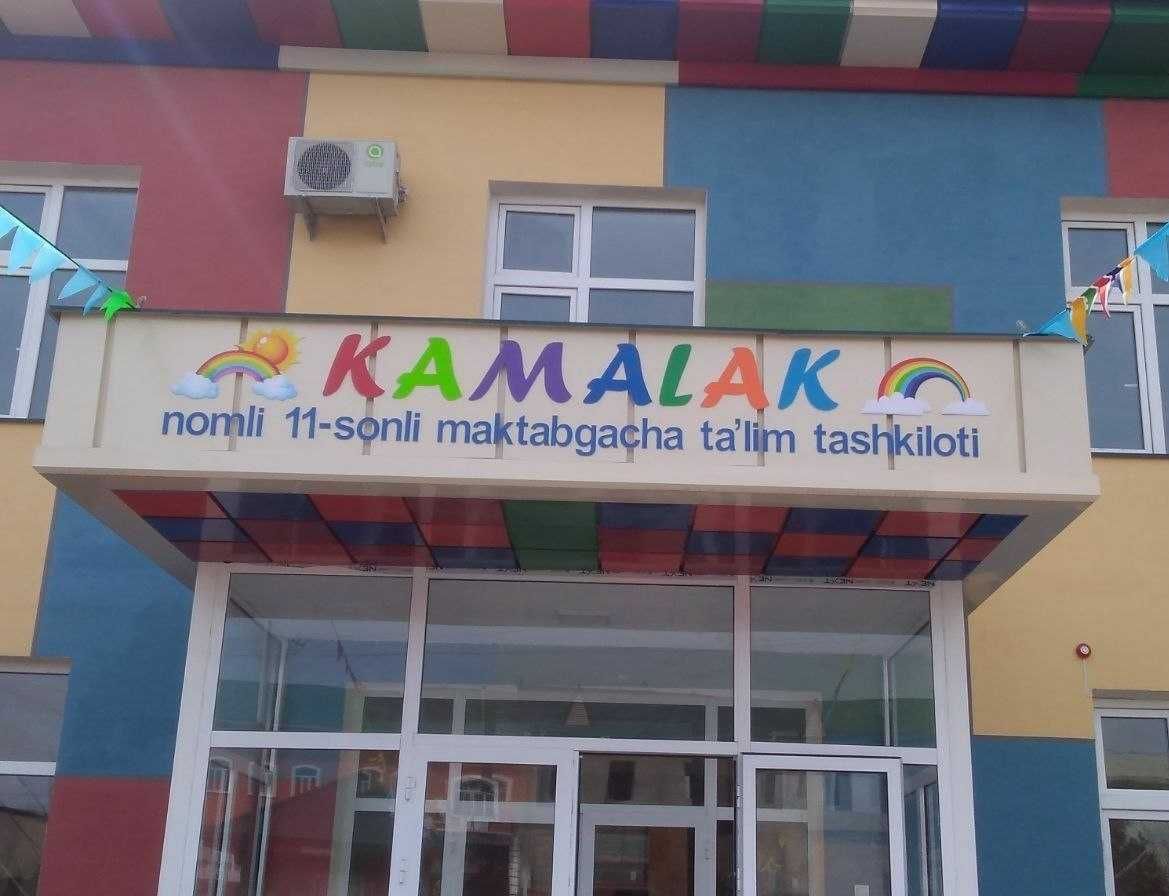 KAMALAK
nomli 11-sonli maktabgacha ta’lim tashkiloti